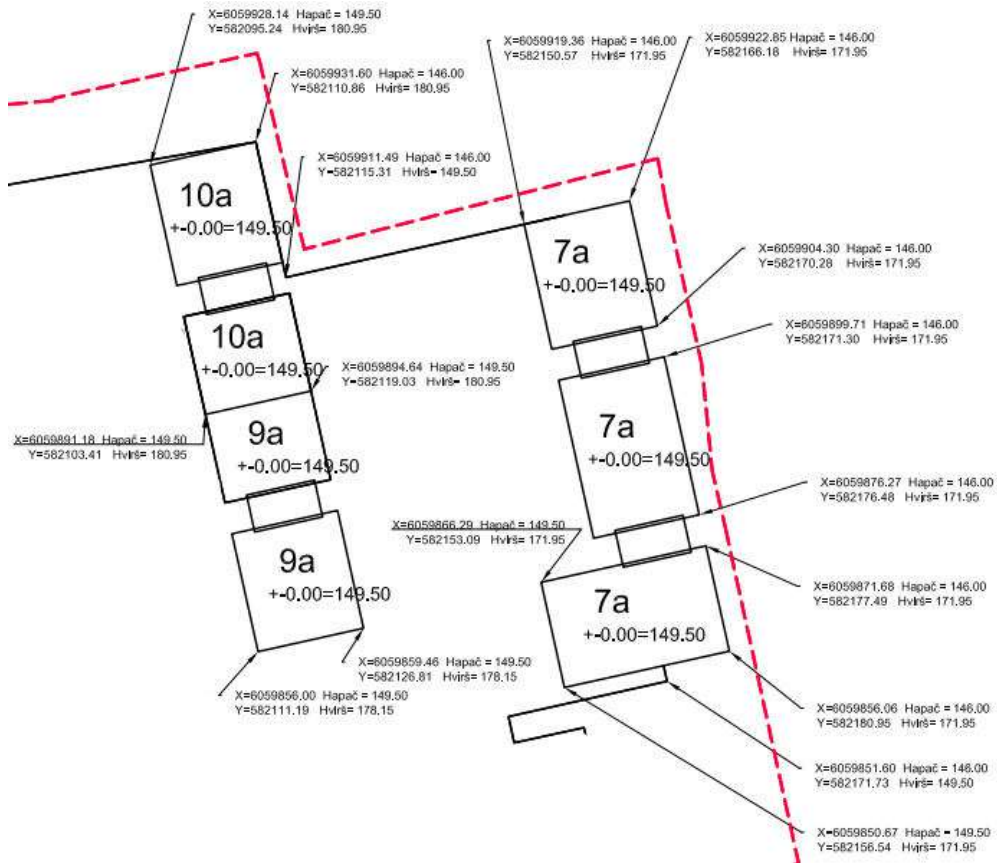 X=6059928.14 Hapač = 149.50
Y=582095.24 Hvirš= 180.95
X=6059931.60 Hapač = 146.00
Y=582110.86 Hvirš= 180.95
X=6059919.36 Hapač = 146.00
Y=582150.57 Hvirš= 171.95
X=6059922.85 Hapač = 146.00
Y=582166.18 Hvirš= 171.95
X=6059911.49 Hapač = 146.00
Y=582115.31 Hvirš= 149.50
10a
+-0.00=149.50
7a
+-0.00=149.50
X=6059904.30 Hapač = 146.00
Y=582170.28 Hvirš= 171.95
X=6059899.71 Hapač = 146.00
Y=582171.30 Hvirš= 171.95
10a
+-0.00=149.50
X=6059894.64 Hapač = 149.50
Y=582119.03 Hvirš= 180.95
X=6059891.18 Hapač = 149.50
Y=582103.41 Hvirš= 180.95
9a
+-0.00=149.50
7a
+-0.00=149.50
X=6059876.27 Hapač = 146.00
Y=582176.48 Hvirš= 171.95
X=6059866.29 Hapač = 149.50
Y=582153.09 Hvirš= 171.95
9a
+-0.00=149.50
7a
+-0.00=149.50
X=6059871.68 Hapač = 146.00
Y=582177.49 Hvirš= 171.95
X=6059859.46 Hapač = 149.50
Y=582126.81 Hvirš= 178.15
X=6059856.00 Hapač = 149.50
Y=582111.19 Hvirš= 178.15
X=6059856.06 Hapač = 146.00
Y=582180.95 Hvirš= 171.95
X=6059851.60 Hapač = 146.00
Y=582171.73 Hvirš= 149.50
X=6059850.67 Hapač = 149.50
Y=582156.54 Hvirš= 171.95